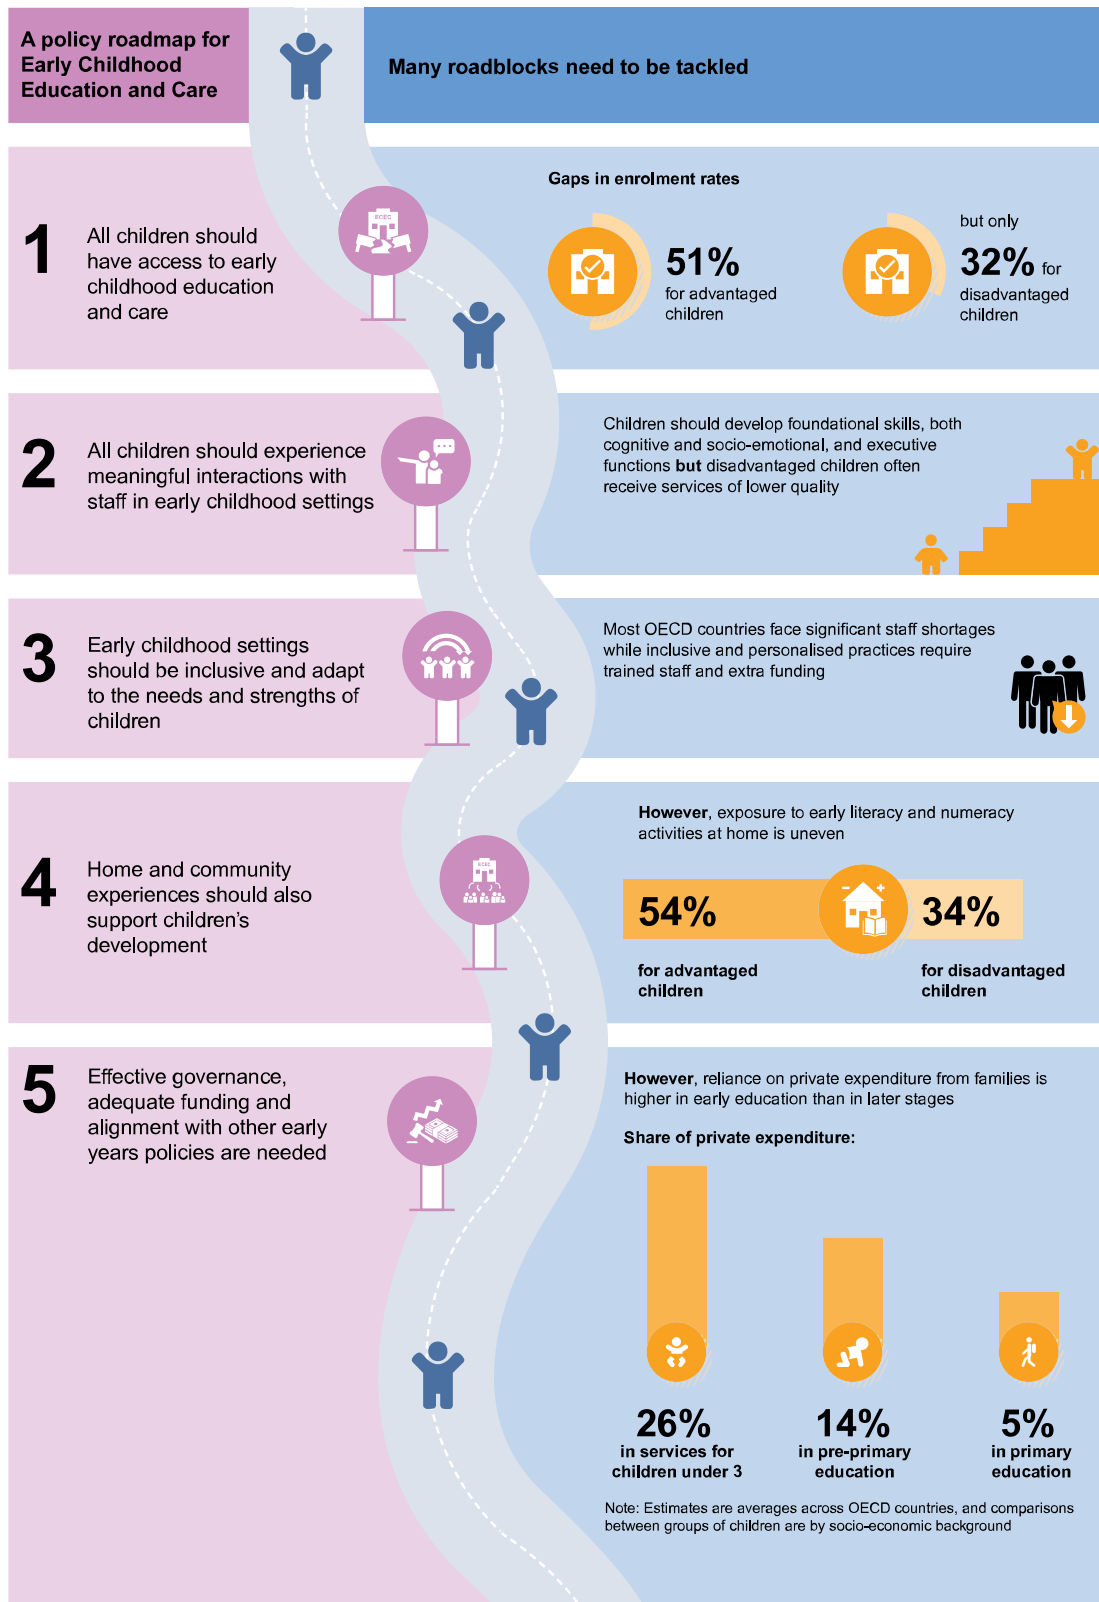 A policy roadmap for
Early Childhood
Education and Care
Many roadblocks need to be tackled
1
All children should
have access to early
childhood education
and care
ECEC
Gaps in enrolment rates
51%
for advantaged
children
but only
32% for
disadvantaged
children
2
All children should experience
meaningful interactions with
staff in early childhood settings
Children should develop foundational skills, both
cognitive and socio-emotional, and executive
functions but disadvantaged children often
receive services of lower quality
3
Early childhood settings
should be inclusive and adapt
to the needs and strengths of
children
Most OECD countries face significant staff shortages
while inclusive and personalised practices require
trained staff and extra funding
4
Home and community
experiences should also
support children's
development
ECEC
However, exposure to early literacy and numeracy
activities at home is uneven
54%
for advantaged
children
34%
for disadvantaged
children
5
Effective governance,
adequate funding and
alignment with other early
years policies are needed
However, reliance on private expenditure from families is
higher in early education than in later stages
Share of private expenditure:
26%
in services for
children under 3
14%
in pre-primary
education
5%
in primary
education
Note: Estimates are averages across OECD countries, and comparisons
between groups of children are by socio-economic background